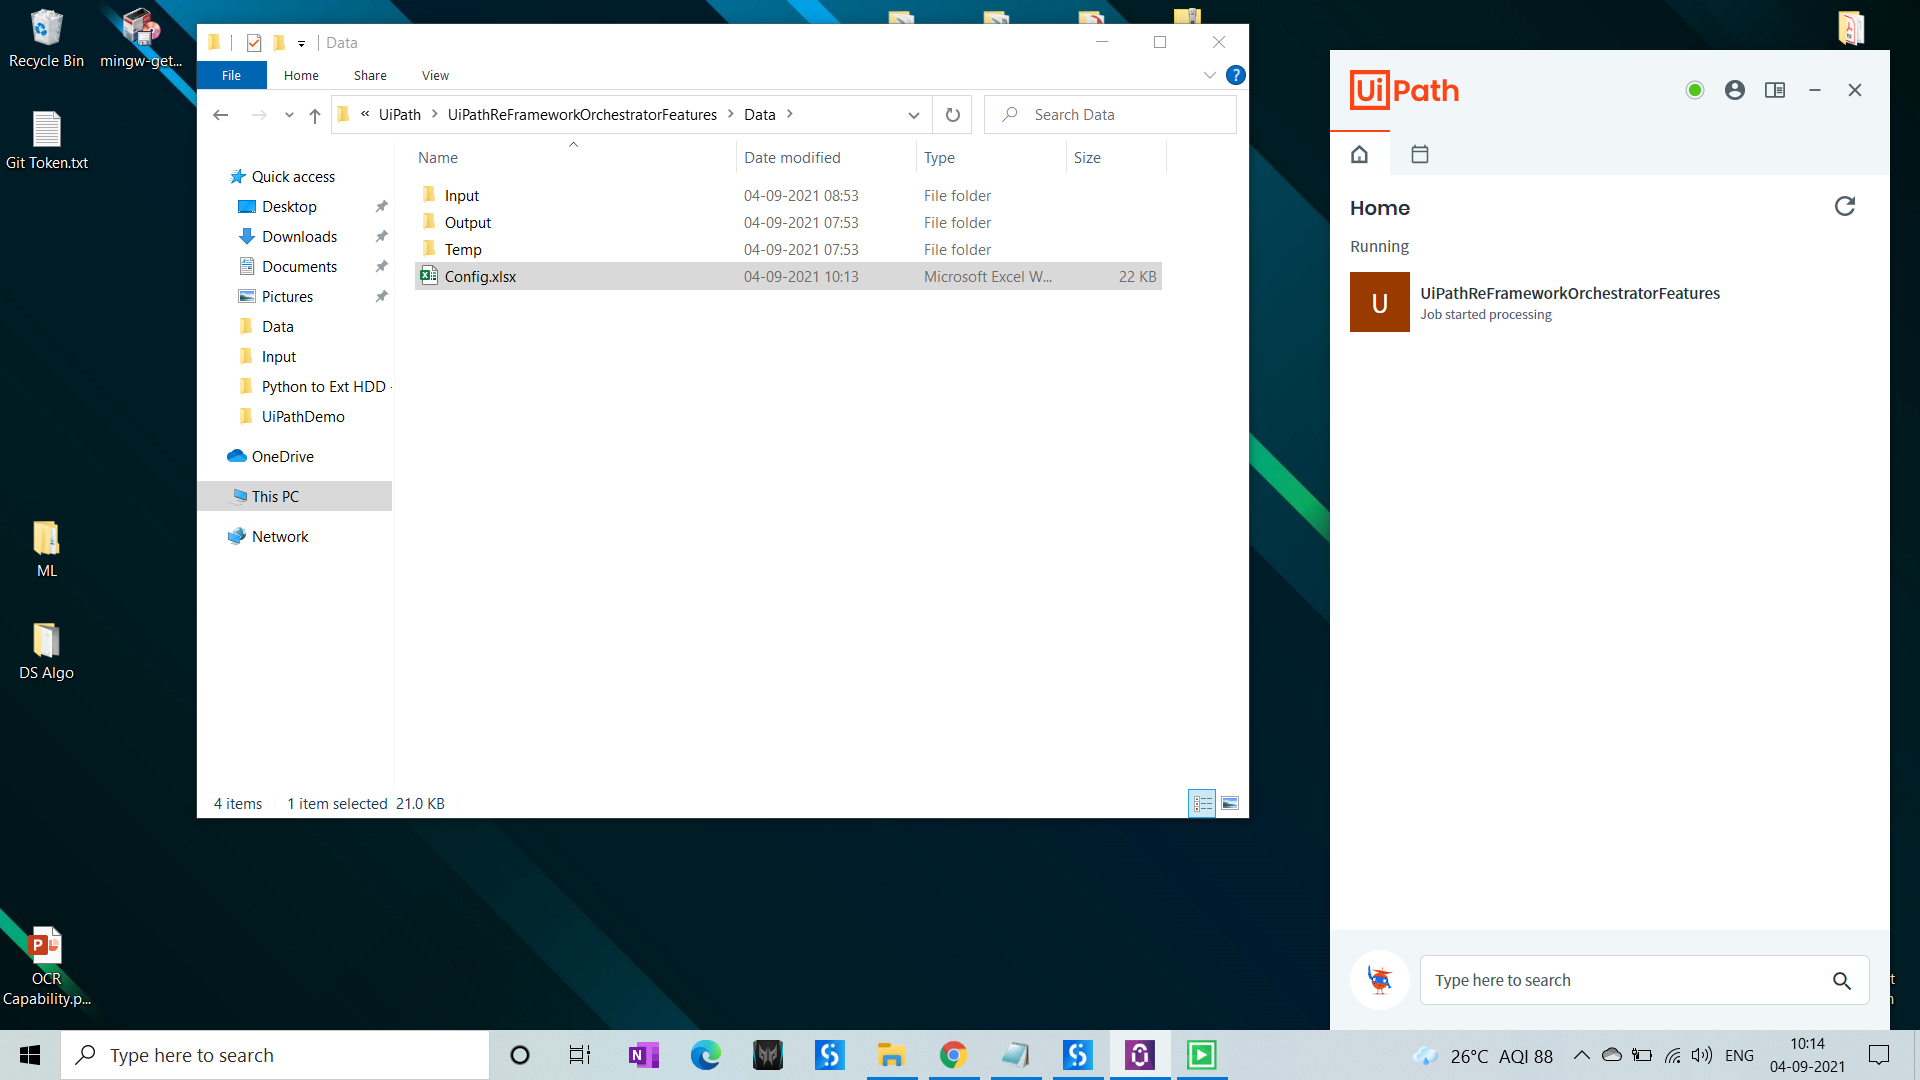 Recycle Bin
mingw-get...
Git Token.txt
ML
DS Algo
OCR
Capability.p...
Data
File
Home
Share
View
?
« UiPath > UiPathReFrameworkOrchestratorFeatures > Data >
Search Data
Name
Date modified
Type
Size
Quick access
Desktop
Downloads
Documents
Pictures
Data
Input
Python to Ext HDD
UiPathDemo
OneDrive
This PC
Network
Input 04-09-2021 08:53 File folder
Output 04-09-2021 07:53 File folder
Temp 04-09-2021 07:53 File folder
Config.xlsx 04-09-2021 10:13 Microsoft Excel W... 22 KB
4 items 1 item selected 21.0 KB
UiPath
Home
Running
U
UiPathReFrameworkOrchestratorFeatures
Job started processing
Type here to search
Type here to search
26°C AQI 88
ENG
10:14
04-09-2021